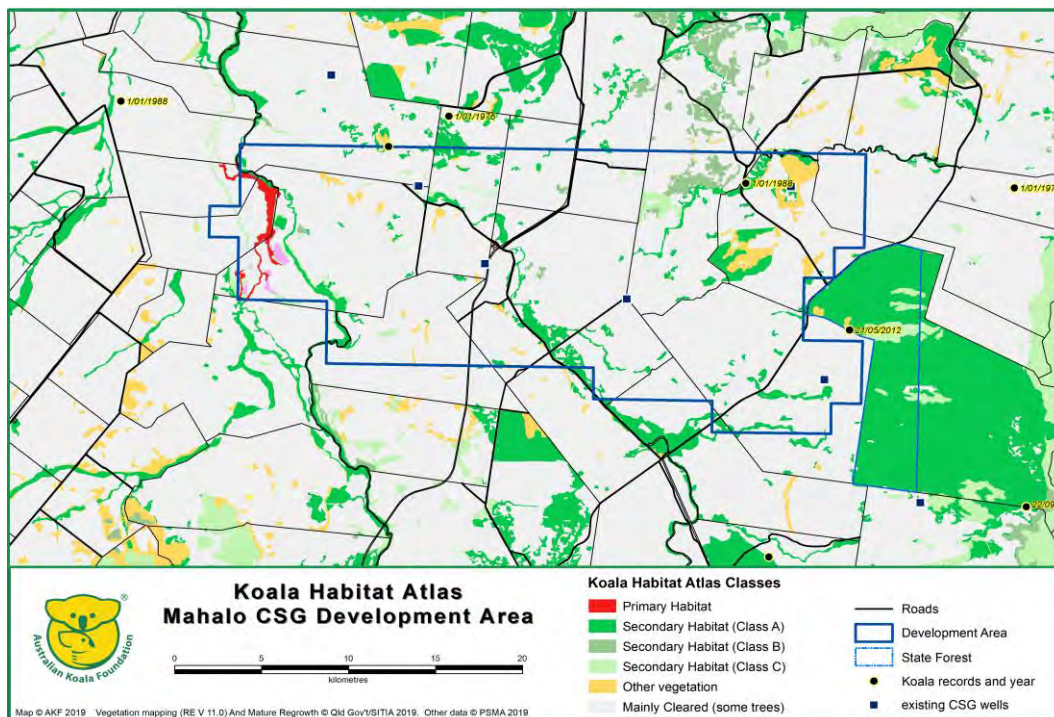 1/01/1988
1/01/1976
1/01/1988
1/01/197
21/05/2012
22/09
Koala Habitat Atlas
Mahalo CSG Development Area
0 5 10 15 20
kilometres
Australian Koala Foundation
®
Map © AKF 2019 Vegetation mapping (RE V 11.0) And Mature Regrowth © Qld Gov't/SITIA 2019. Other data © PSMA 2019
Koala Habitat Atlas Classes
Primary Habitat
Secondary Habitat (Class A)
Secondary Habitat (Class B)
Secondary Habitat (Class C)
Other vegetation
Mainly Cleared (some trees)
Roads
Development Area
State Forest
Koala records and year
existing CSG wells